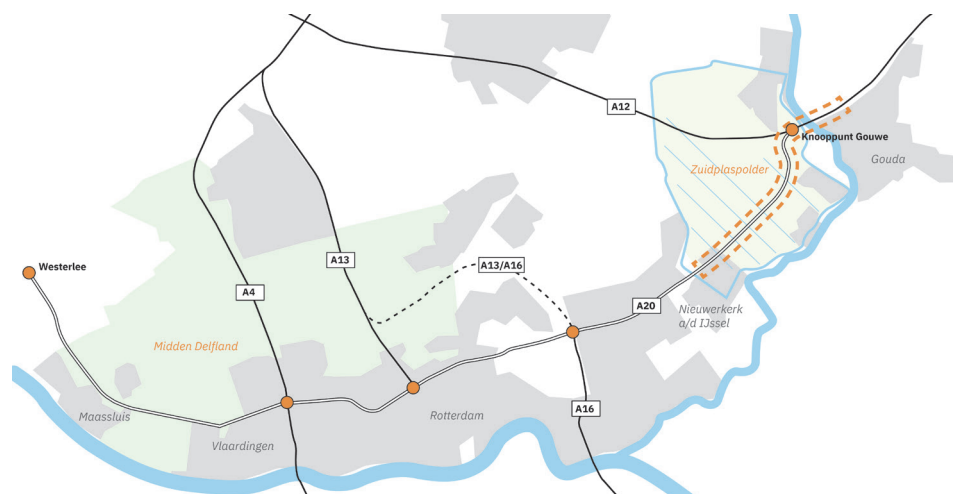 A12
Knooppunt Gouwe
Gouda
Zuidplaspolder
Westerlee
A13
A13/A16
A4
A20
Nieuwerkerk
a/d IJssel
Midden Delfland
Maassluis
Rotterdam
A16
Vlaardingen